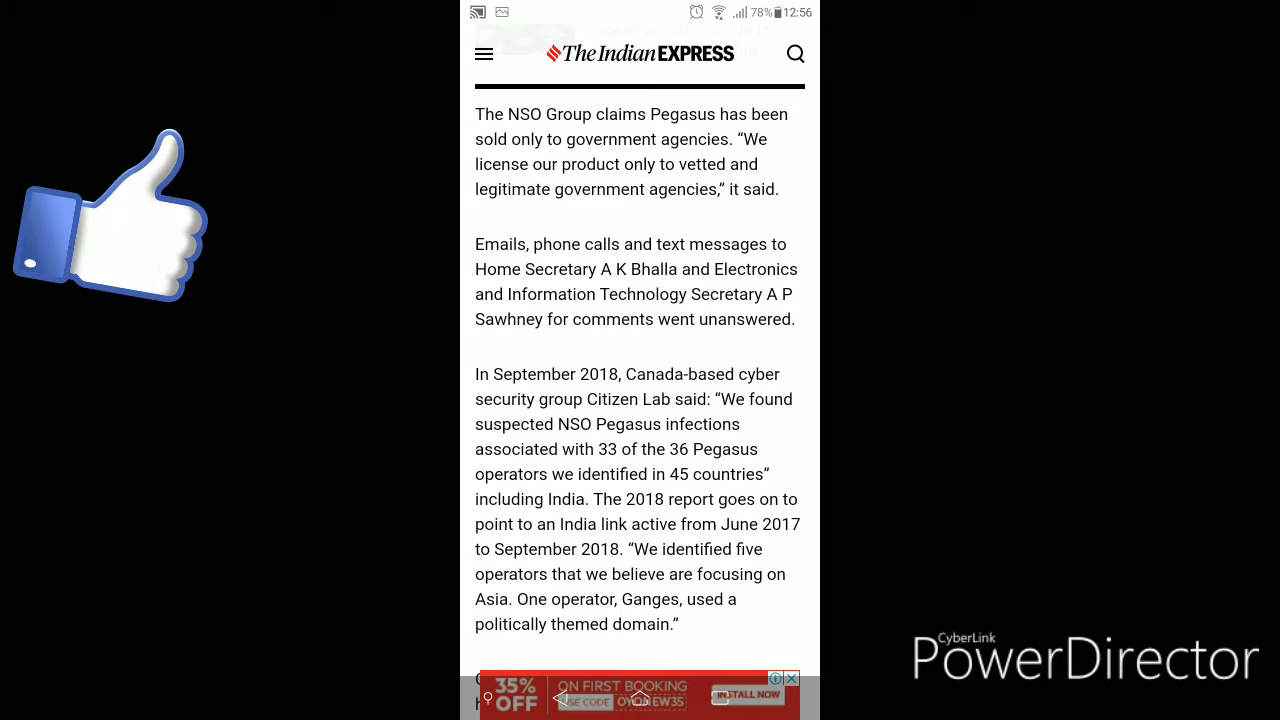 78% 12:56
The Indian EXPRESS
The NSO Group claims Pegasus has been
sold only to government agencies. “We
license our product only to vetted and
legitimate government agencies,” it said.
Emails, phone calls and text messages to
Home Secretary A K Bhalla and Electronics
and Information Technology Secretary A P
Sawhney for comments went unanswered.
In September 2018, Canada-based cyber
security group Citizen Lab said: “We found
suspected NSO Pegasus infections
associated with 33 of the 36 Pegasus
operators we identified in 45 countries”
including India. The 2018 report goes on to
point to an India link active from June 2017
to September 2018. “We identified five
operators that we believe are focusing on
Asia. One operator, Ganges, used a
politically themed domain.”
35%
OFF
ON FIRST BOOKING
USE CODE
INSTALL NOW
CyberLink
PowerDirector